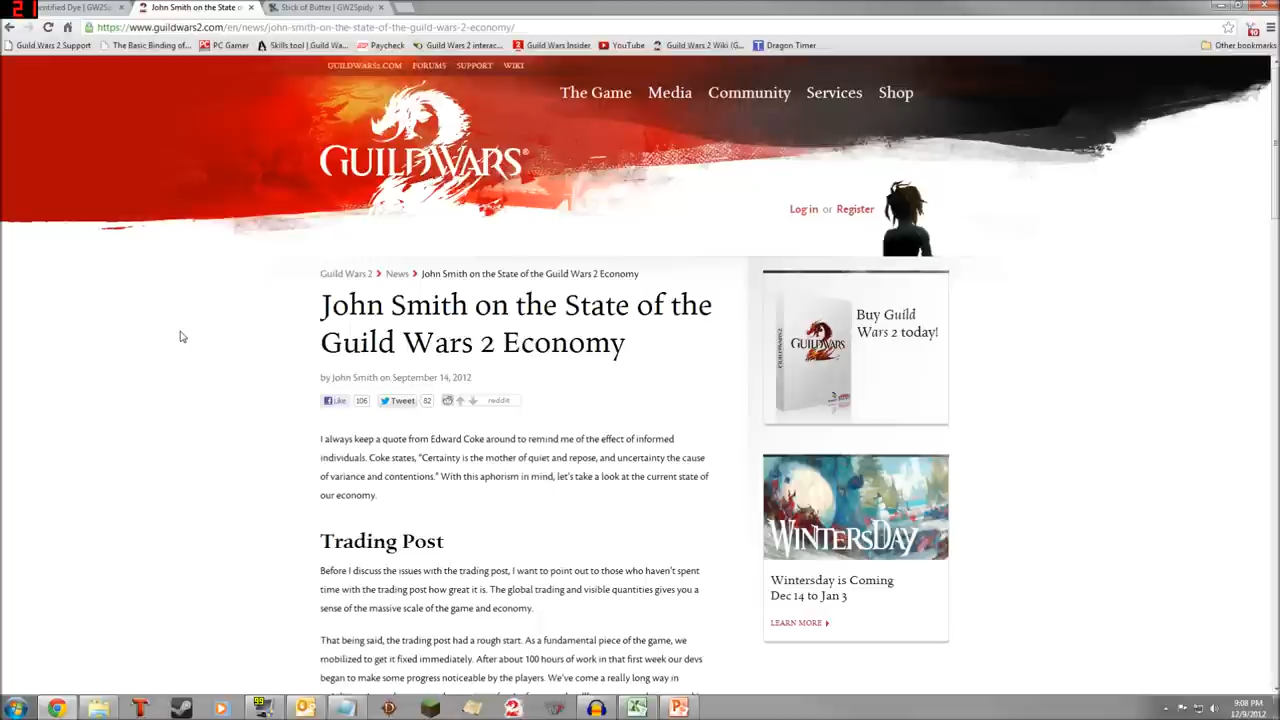 21
entified Dye | GW2Sp
John Smith on the State o
Stick of Butter | GW2Spidy
https://www.guildwars2.com/en/news/john-smith-on-the-state-of-the-guild-wars-2-economy/
Guild Wars 2 Support
The Basic Binding of...
PC Gamer
Skills tool | Guild Wa...
Paycheck
Guild Wars 2 interac...
Guild Wars Insider
YouTube
Guild Wars 2 Wiki (G...
Dragon Timer
Other bookmarks
GUILDWARS2.COM FORUMS SUPPORT WIKI
The Game Media Community Services Shop
GUILDWARS®
2
Log in or Register
Guild Wars 2 News John Smith on the State of the Guild Wars 2 Economy
John Smith on the State of the
Guild Wars 2 Economy
by John Smith on September 14, 2012
Like 106 Tweet 82 reddit
I always keep a quote from Edward Coke around to remind me of the effect of informed
individuals. Coke states, "Certainty is the mother of quiet and repose, and uncertainty the cause
of variance and contentions." With this aphorism in mind, let's take a look at the current state of
our economy.
Trading Post
Before I discuss the issues with the trading post, I want to point out to those who haven't spent
time with the trading post how great it is. The global trading and visible quantities gives you a
sense of the massive scale of the game and economy.
That being said, the trading post had a rough start. As a fundamental piece of the game, we
mobilized to get it fixed immediately. After about 100 hours of work in that first week our devs
began to make some progress noticeable by the players. We've come a really long way in
Buy Guild
Wars 2 today!
GUILDWARS
WINTERSDAY
Wintersday is Coming
Dec 14 to Jan 3
LEARN MORE
99
9:08 PM
12/9/2012